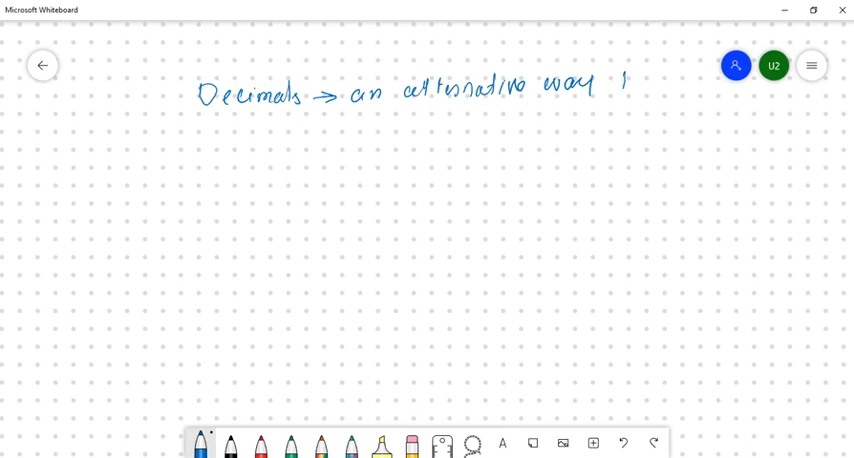 Microsoft Whiteboard
U2
Decimals → an alternative way
A